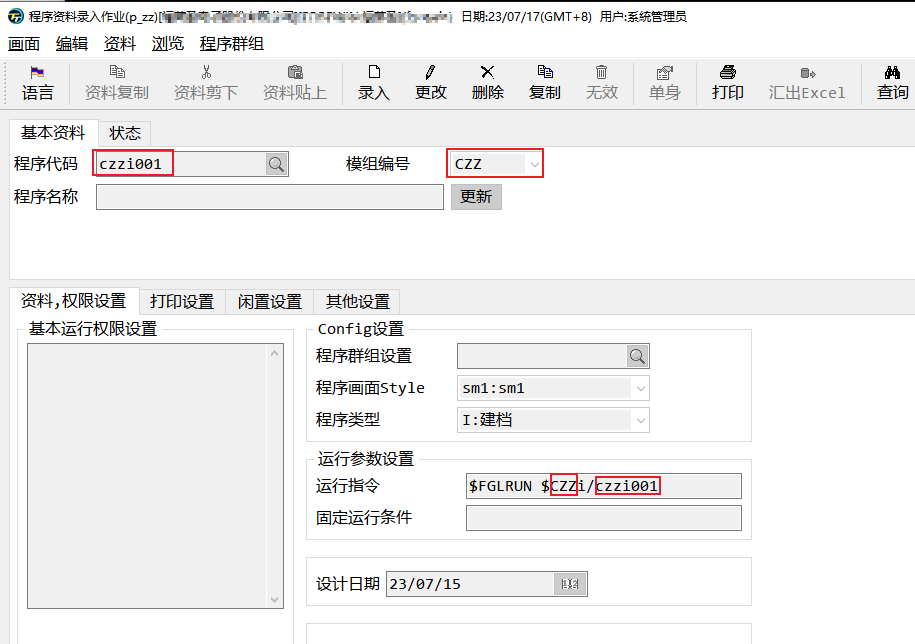 程序资料录入作业(p_zz)[ 日期:23/07/17(GMT+8) 用户:系统管理员
画面 编辑 资料 浏览 程序群组
语言 资料复制 资料剪下 资料贴上 录入 更改 删除 复制 无效 单身 打印 汇出Excel 查询
基本资料 状态
程序代码 czzi001 模组编号 CZZ
程序名称 更新
资料,权限设置 打印设置 闲置设置 其他设置
基本运行权限设置 Config设置
程序群组设置
程序画面Style sm1:sm1
程序类型 I:建档
运行参数设置
运行指令 $FGLRUN $CZZi/czzi001
固定运行条件
设计日期 23/07/15